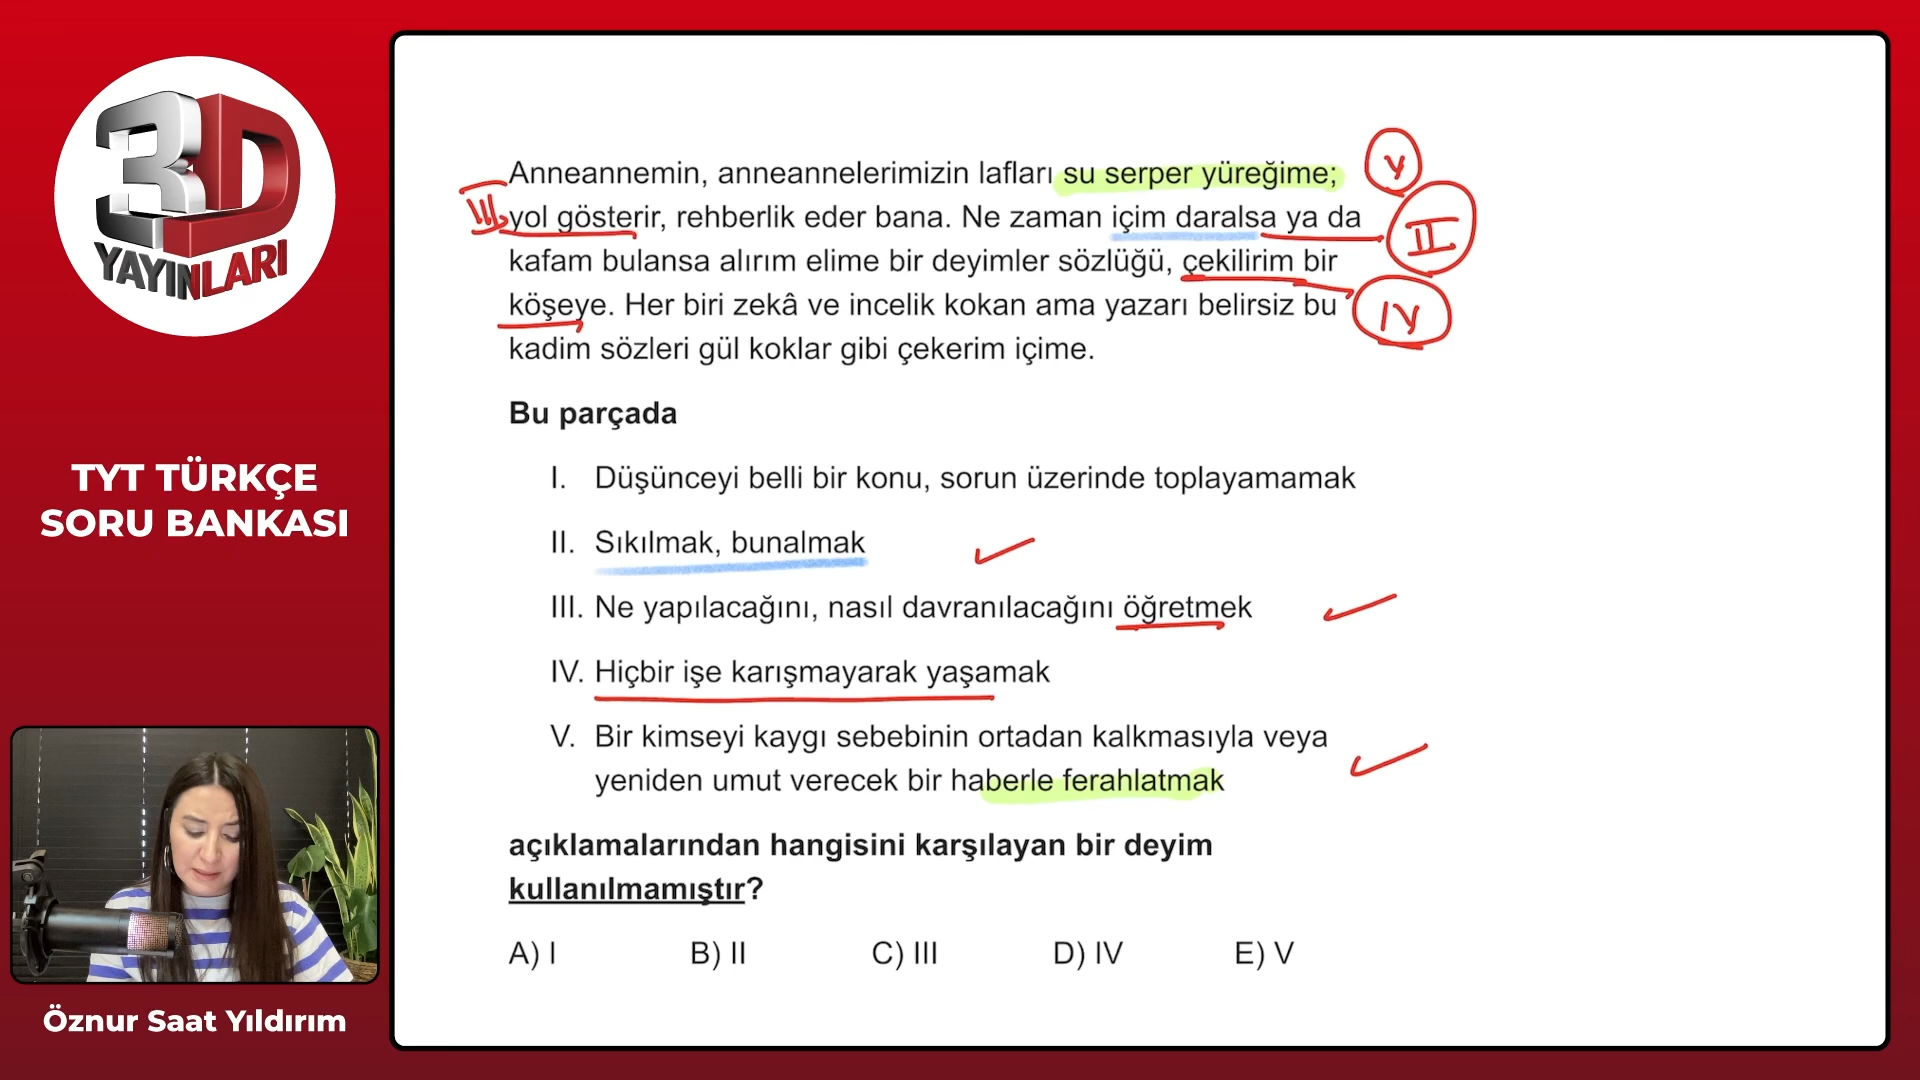 3D
YAYINLARI
TYT TÜRKÇE
SORU BANKASI
Öznur Saat Yıldırım
Anneannemin, anneannelerimizin lafları su serper yüreğime;
V
III
yol gösterir, rehberlik eder bana. Ne zaman içim daralsa ya da
II
kafam bulansa alırım elime bir deyimler sözlüğü, çekilirim bir
köşeye. Her biri zekâ ve incelik kokan ama yazarı belirsiz bu
IV
kadim sözleri gül koklar gibi çekerim içime.
Bu parçada
I. Düşünceyi belli bir konu, sorun üzerinde toplayamamak
II. Sıkılmak, bunalmak
III. Ne yapılacağını, nasıl davranılacağını öğretmek
IV. Hiçbir işe karışmayarak yaşamak
V. Bir kimseyi kaygı sebebinin ortadan kalkmasıyla veya
yeniden umut verecek bir haberle ferahlatmak
açıklamalarından hangisini karşılayan bir deyim
kullanılmamıştır?
A) I B) II C) III D) IV E) V